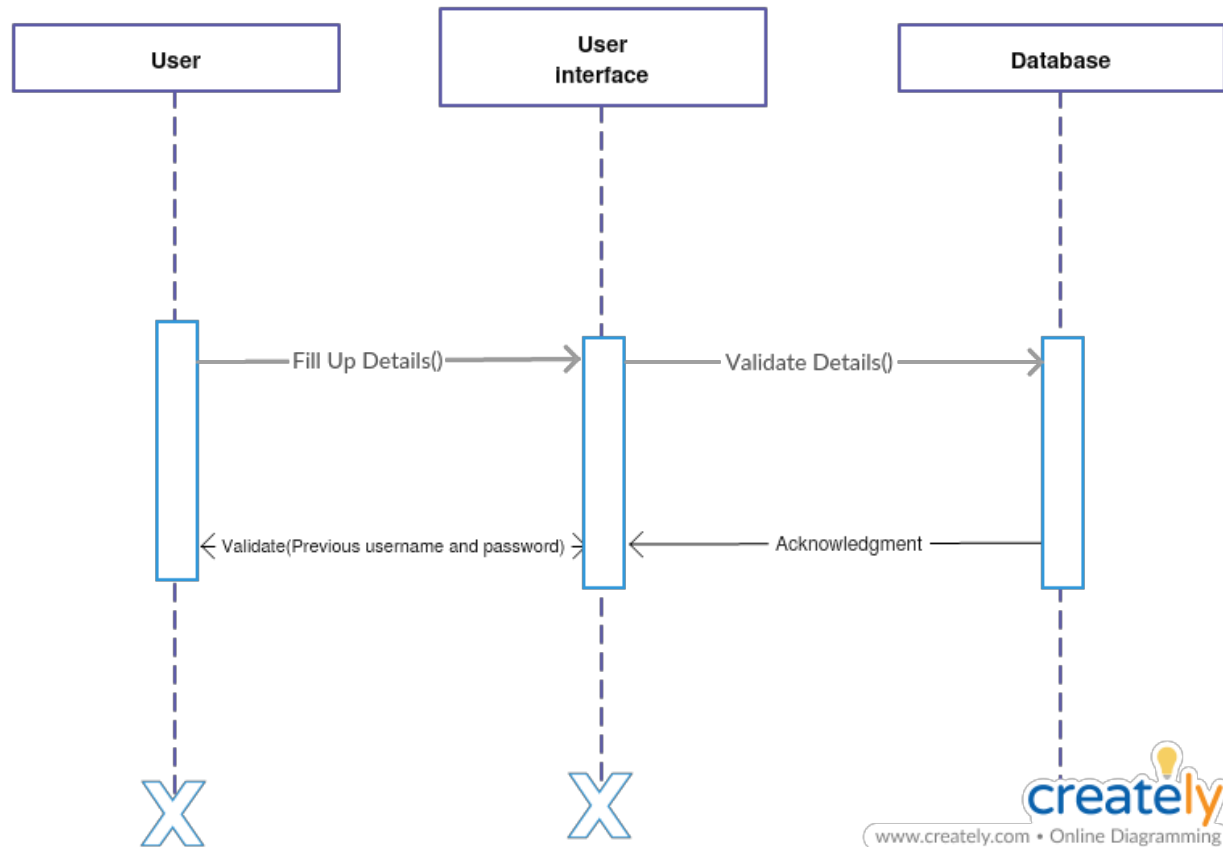 User
User
interface
Database
Fill Up Details()
Validate Details()
Validate(Previous username and password)
Acknowledgment
creately
www.creately.com • Online Diagramming